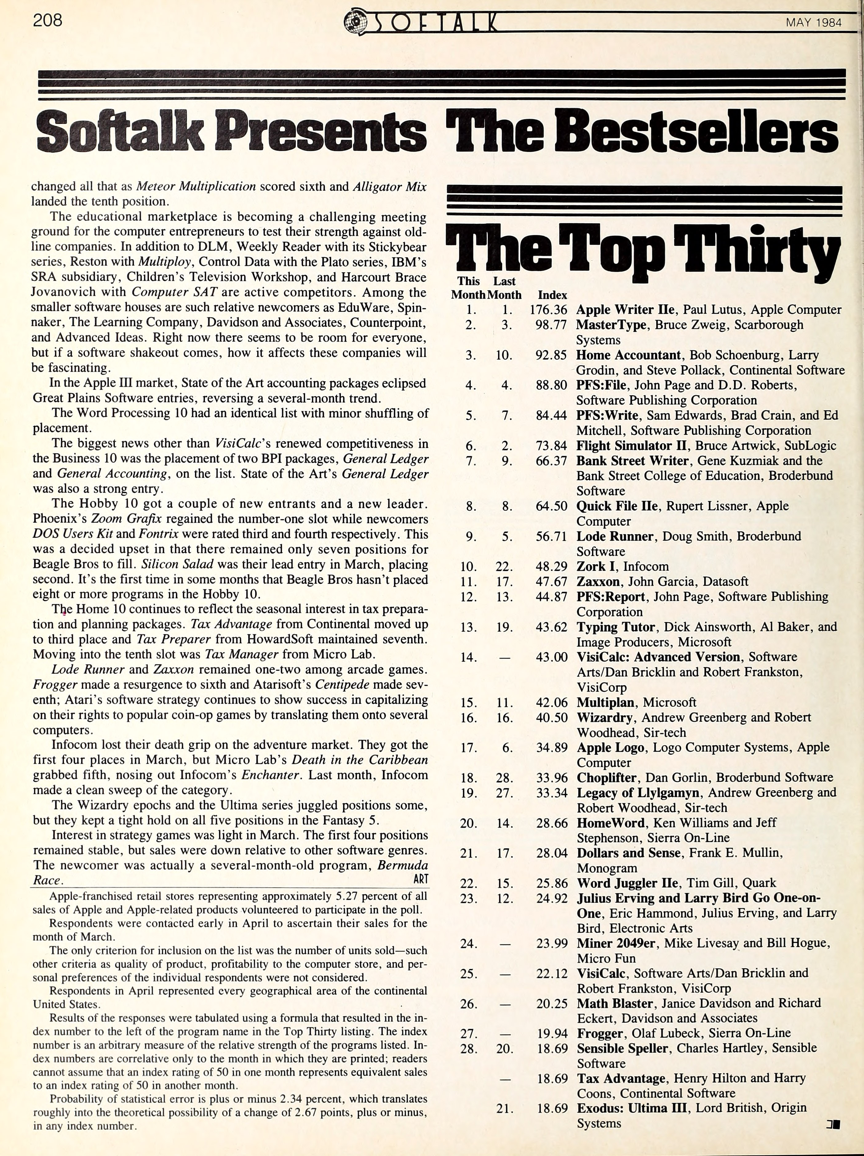 208
SOFTALK
MAY 1984
Softalk Presents The Bestsellers
changed all that as Meteor Multiplication scored sixth and Alligator Mix
landed the tenth position.
The educational marketplace is becoming a challenging meeting
ground for the computer entrepreneurs to test their strength against old-
line companies. In addition to DLM, Weekly Reader with its Stickybear
series, Reston with Multiploy, Control Data with the Plato series, IBM's
SRA subsidiary, Children's Television Workshop, and Harcourt Brace
Jovanovich with Computer SAT are active competitors. Among the
smaller software houses are such relative newcomers as EduWare, Spin-
naker, The Learning Company, Davidson and Associates, Counterpoint,
and Advanced Ideas. Right now there seems to be room for everyone,
but if a software shakeout comes, how it affects these companies will
be fascinating.
In the Apple III market, State of the Art accounting packages eclipsed
Great Plains Software entries, reversing a several-month trend.
The Word Processing 10 had an identical list with minor shuffling of
placement.
The biggest news other than VisiCalc's renewed competitiveness in
the Business 10 was the placement of two BPI packages, General Ledger
and General Accounting, on the list. State of the Art's General Ledger
was also a strong entry.
The Hobby 10 got a couple of new entrants and a new leader.
Phoenix's Zoom Grafix regained the number-one slot while newcomers
DOS Users Kit and Fontrix were rated third and fourth respectively. This
was a decided upset in that there remained only seven positions for
Beagle Bros to fill. Silicon Salad was their lead entry in March, placing
second. It's the first time in some months that Beagle Bros hasn't placed
eight or more programs in the Hobby 10.
The Home 10 continues to reflect the seasonal interest in tax prepara-
tion and planning packages. Tax Advantage from Continental moved up
to third place and Tax Preparer from HowardSoft maintained seventh.
Moving into the tenth slot was Tax Manager from Micro Lab.
Lode Runner and Zaxxon remained one-two among arcade games.
Frogger made a resurgence to sixth and Atarisoft's Centipede made sev-
enth; Atari's software strategy continues to show success in capitalizing
on their rights to popular coin-op games by translating them onto several
computers.
Infocom lost their death grip on the adventure market. They got the
first four places in March, but Micro Lab's Death in the Caribbean
grabbed fifth, nosing out Infocom's Enchanter. Last month, Infocom
made a clean sweep of the category.
The Wizardry epochs and the Ultima series juggled positions some,
but they kept a tight hold on all five positions in the Fantasy 5.
Interest in strategy games was light in March. The first four positions
remained stable, but sales were down relative to other software genres.
The newcomer was actually a several-month-old program, Bermuda
Race. ART
Apple-franchised retail stores representing approximately 5.27 percent of all
sales of Apple and Apple-related products volunteered to participate in the poll.
Respondents were contacted early in April to ascertain their sales for the
month of March.
The only criterion for inclusion on the list was the number of units sold—such
other criteria as quality of product, profitability to the computer store, and per-
sonal preferences of the individual respondents were not considered.
Respondents in April represented every geographical area of the continental
United States.
Results of the responses were tabulated using a formula that resulted in the in-
dex number to the left of the program name in the Top Thirty listing. The index
number is an arbitrary measure of the relative strength of the programs listed. In-
dex numbers are correlative only to the month in which they are printed; readers
cannot assume that an index rating of 50 in one month represents equivalent sales
to an index rating of 50 in another month.
Probability of statistical error is plus or minus 2.34 percent, which translates
roughly into the theoretical possibility of a change of 2.67 points, plus or minus,
in any index number.
The Top Thirty
This Last
Month Month Index
1. 1. 176.36 Apple Writer IIe, Paul Lutus, Apple Computer
2. 3. 98.77 MasterType, Bruce Zweig, Scarborough
Systems
3. 10. 92.85 Home Accountant, Bob Schoenburg, Larry
Grodin, and Steve Pollack, Continental Software
4. 4. 88.80 PFS:File, John Page and D.D. Roberts,
Software Publishing Corporation
5. 7. 84.44 PFS:Write, Sam Edwards, Brad Crain, and Ed
Mitchell, Software Publishing Corporation
6. 2. 73.84 Flight Simulator II, Bruce Artwick, SubLogic
7. 9. 66.37 Bank Street Writer, Gene Kuzmiak and the
Bank Street College of Education, Broderbund
Software
8. 8. 64.50 Quick File IIe, Rupert Lissner, Apple
Computer
9. 5. 56.71 Lode Runner, Doug Smith, Broderbund
Software
10. 22. 48.29 Zork I, Infocom
11. 17. 47.67 Zaxxon, John Garcia, Datasoft
12. 13. 44.87 PFS:Report, John Page, Software Publishing
Corporation
13. 19. 43.62 Typing Tutor, Dick Ainsworth, Al Baker, and
Image Producers, Microsoft
14. — 43.00 VisiCalc: Advanced Version, Software
Arts/Dan Bricklin and Robert Frankston,
VisiCorp
15. 11. 42.06 Multiplan, Microsoft
16. 16. 40.50 Wizardry, Andrew Greenberg and Robert
Woodhead, Sir-tech
17. 6. 34.89 Apple Logo, Logo Computer Systems, Apple
Computer
18. 28. 33.96 Choplifter, Dan Gorlin, Broderbund Software
19. 27. 33.34 Legacy of Llylgamyn, Andrew Greenberg and
Robert Woodhead, Sir-tech
20. 14. 28.66 HomeWord, Ken Williams and Jeff
Stephenson, Sierra On-Line
21. 17. 28.04 Dollars and Sense, Frank E. Mullin,
Monogram
22. 15. 25.86 Word Juggler IIe, Tim Gill, Quark
23. 12. 24.92 Julius Erving and Larry Bird Go One-on-
One, Eric Hammond, Julius Erving, and Larry
Bird, Electronic Arts
24. — 23.99 Miner 2049er, Mike Livesay and Bill Hogue,
Micro Fun
25. — 22.12 VisiCalc, Software Arts/Dan Bricklin and
Robert Frankston, VisiCorp
26. — 20.25 Math Blaster, Janice Davidson and Richard
Eckert, Davidson and Associates
27. — 19.94 Frogger, Olaf Lubeck, Sierra On-Line
28. 20. 18.69 Sensible Speller, Charles Hartley, Sensible
Software
— 18.69 Tax Advantage, Henry Hilton and Harry
Coons, Continental Software
21. 18.69 Exodus: Ultima III, Lord British, Origin
Systems